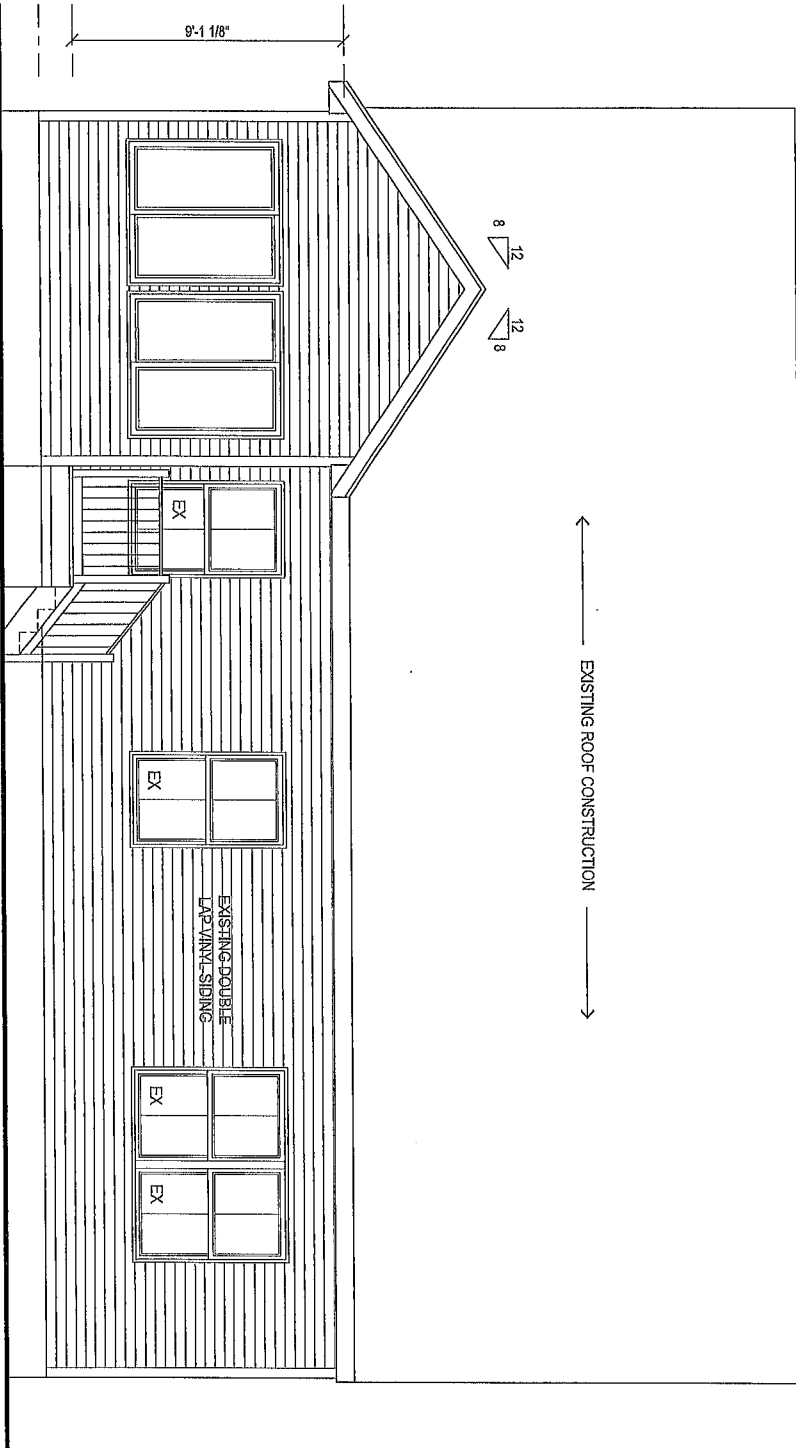 9'-1 1/8"
12
8
12
8
EXISTING ROOF CONSTRUCTION
EX
EX
EXISTING DOUBLE
LAP VINYL SIDING
EX
EX